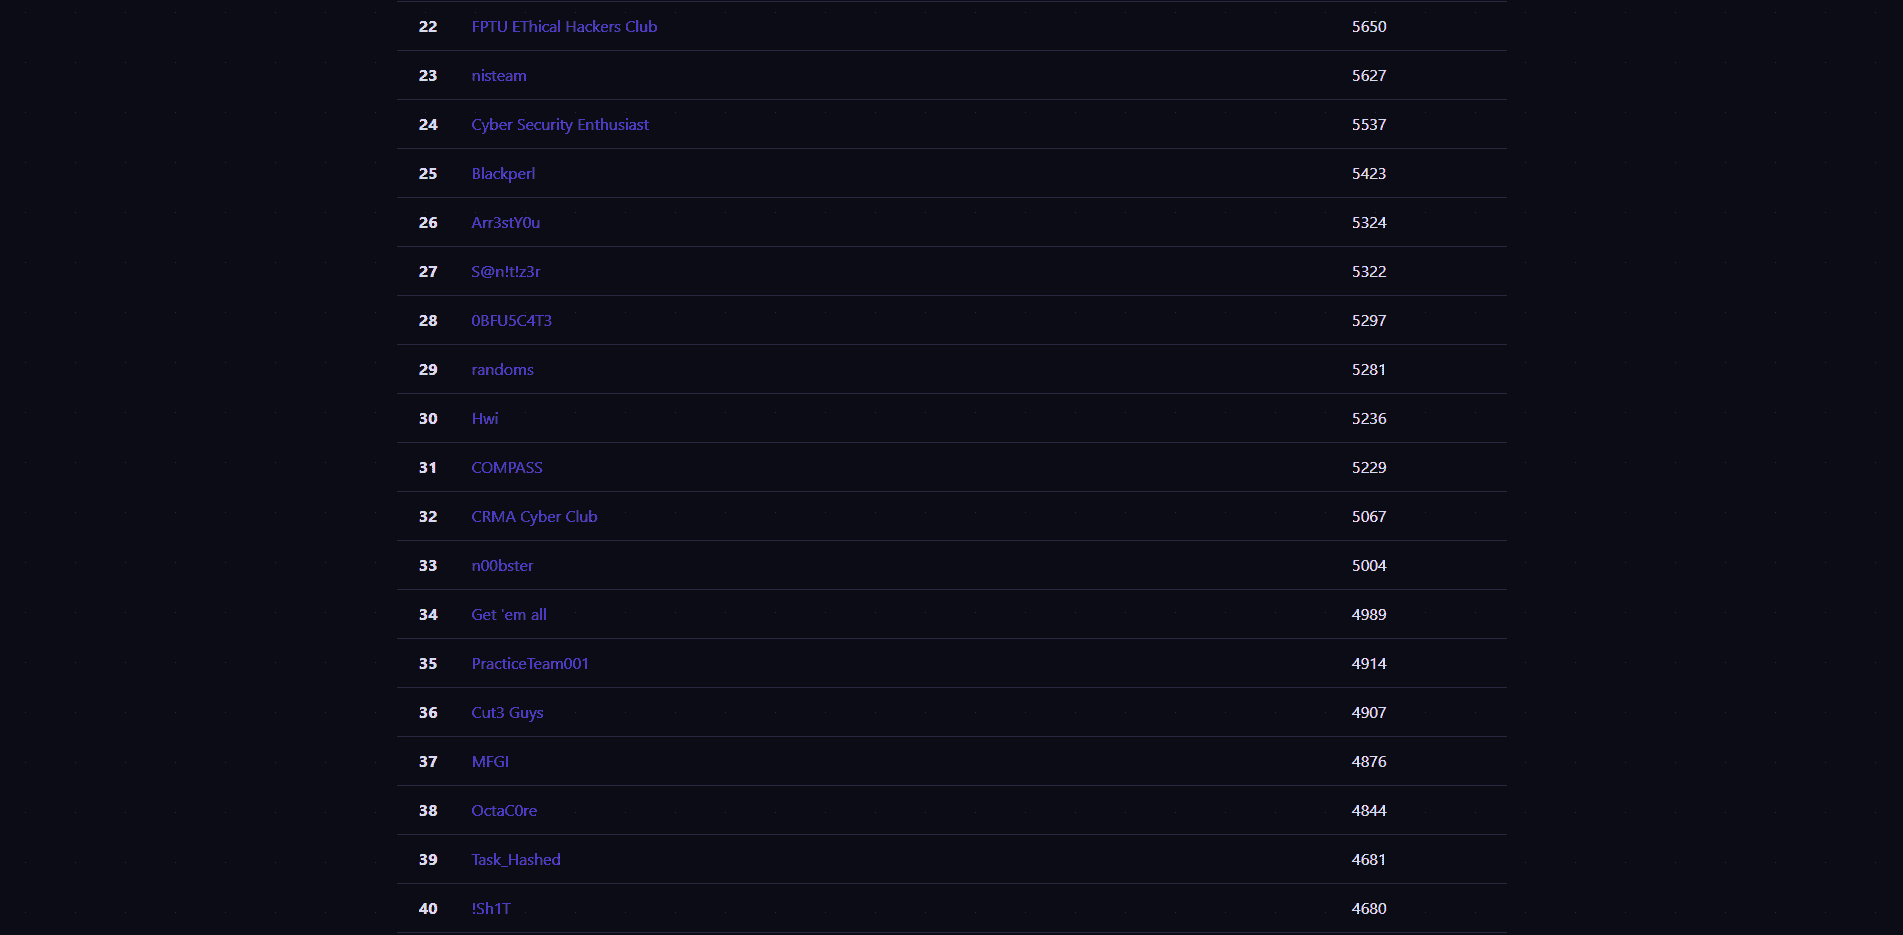 22 FPTU EThical Hackers Club 5650
23 nisteam 5627
24 Cyber Security Enthusiast 5537
25 Blackperl 5423
26 Arr3stY0u 5324
27 S@n!t!z3r 5322
28 0BFU5C4T3 5297
29 randoms 5281
30 Hwi 5236
31 COMPASS 5229
32 CRMA Cyber Club 5067
33 n00bster 5004
34 Get 'em all 4989
35 PracticeTeam001 4914
36 Cut3 Guys 4907
37 MFGI 4876
38 OctaC0re 4844
39 Task_Hashed 4681
40 !Sh1T 4680